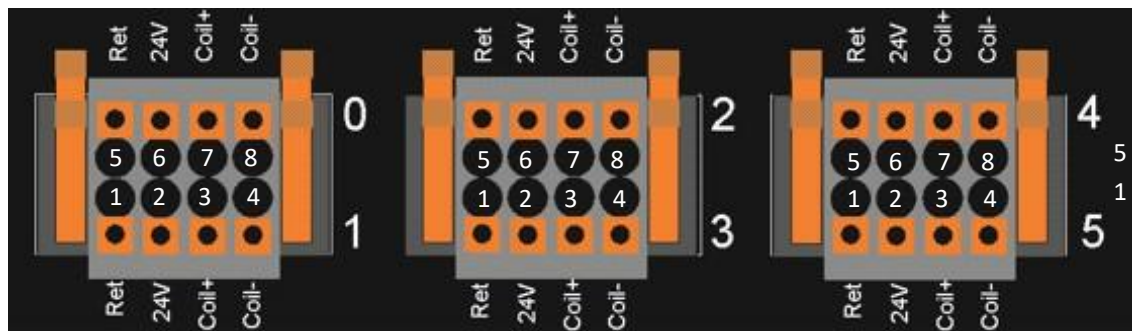 Ret 24V Coil+ Coil- Ret 24V Coil+ Coil- Ret 24V Coil+ Coil-
0 2 4
5 6 7 8 5 6 7 8 5 6 7 8 5
1 2 3 4 1 2 3 4 1 2 3 4 1
1 3 5
Ret 24V Coil+ Coil- Ret 24V Coil+ Coil- Ret 24V Coil+ Coil-